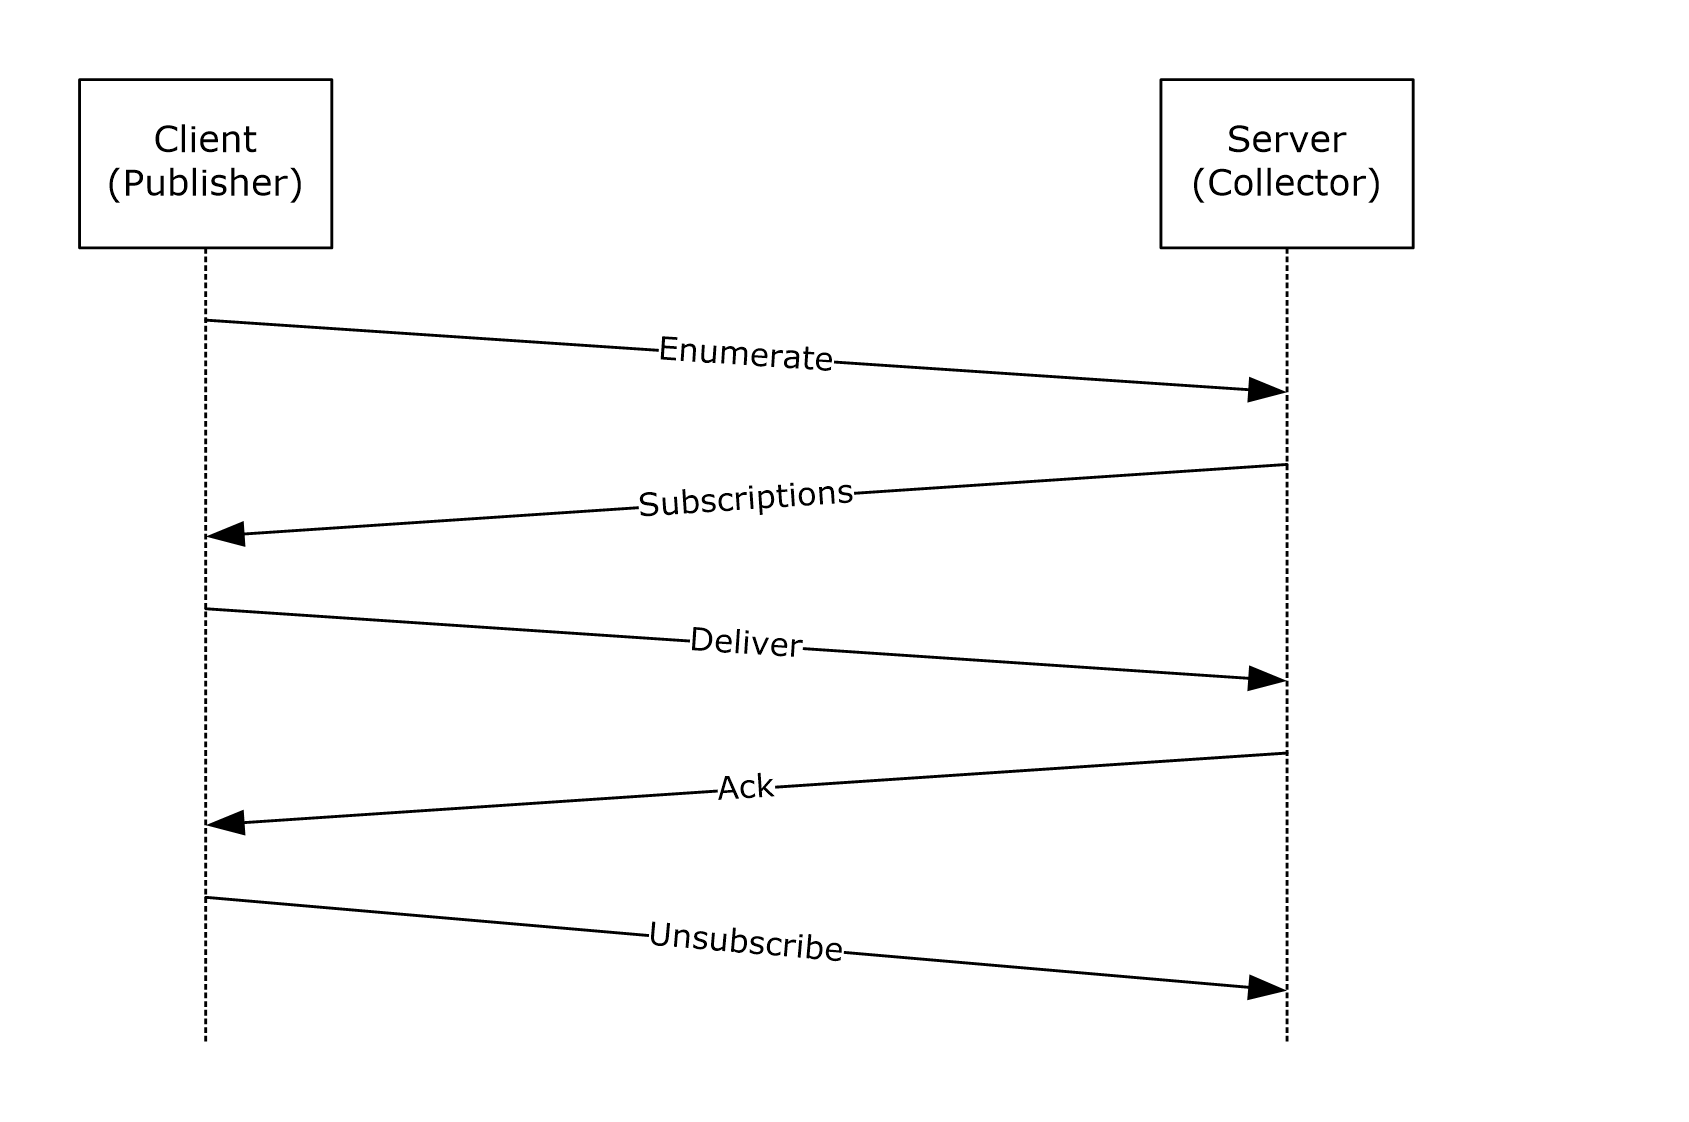 Client
(Publisher)
Server
(Collector)
Enumerate
Subscriptions
Deliver
Ack
Unsubscribe